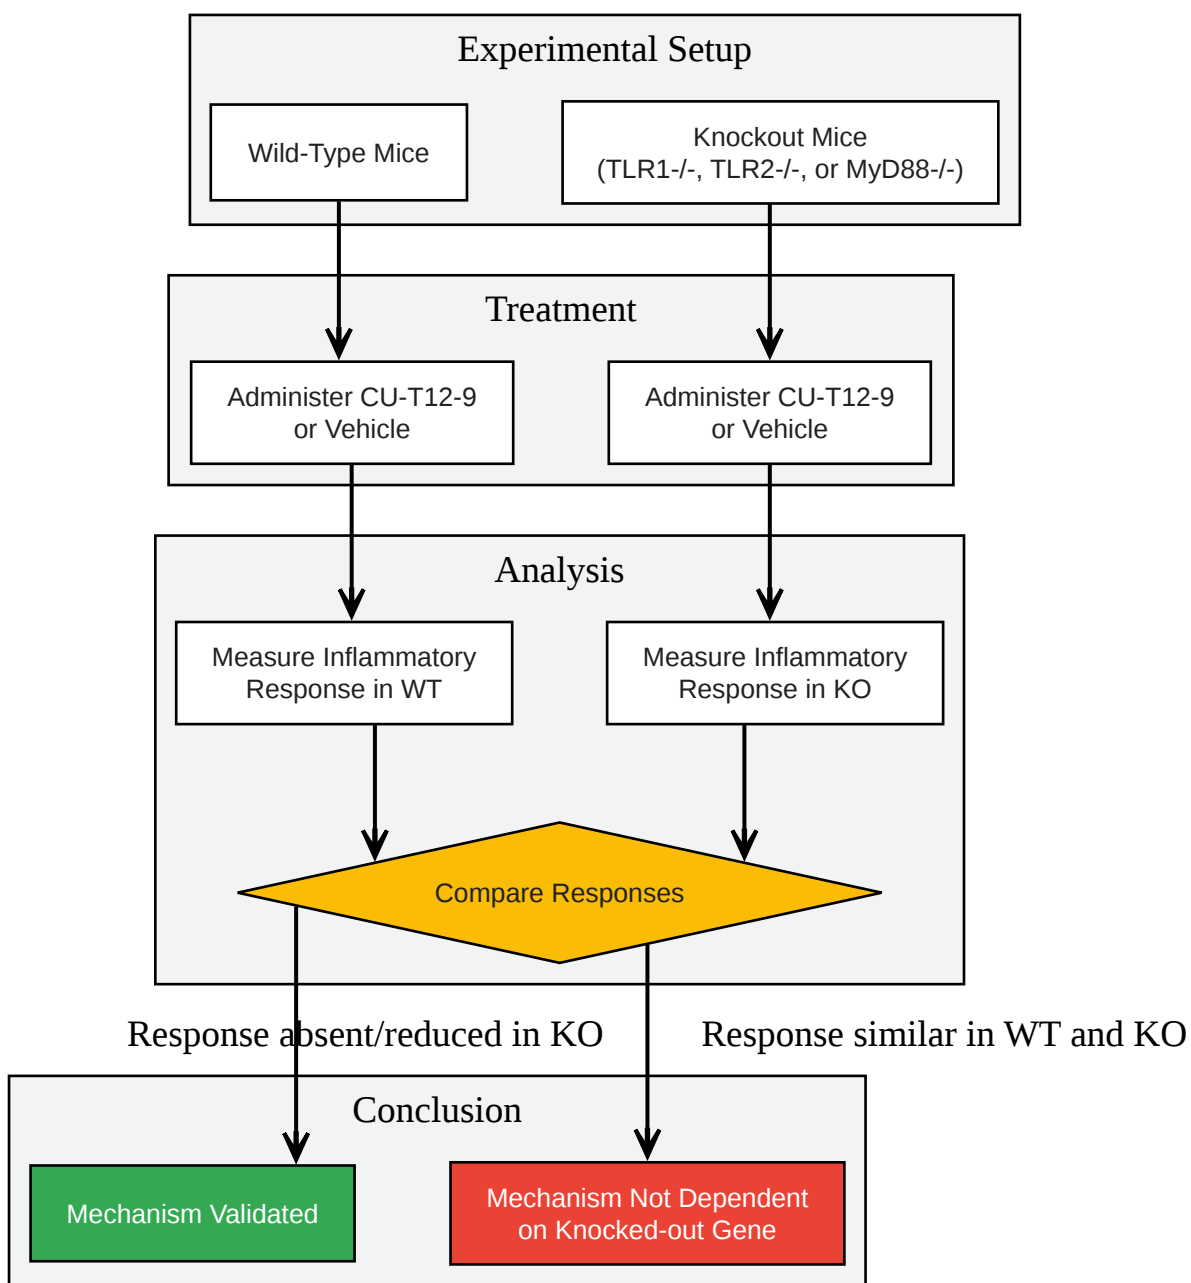 Experimental Setup
Wild-Type Mice
Knockout Mice
(TLR1-/-, TLR2-/-, or MyD88-/-)
Treatment
Administer CU-T12-9
or Vehicle
Administer CU-T12-9
or Vehicle
Analysis
Measure Inflammatory
Response in WT
Measure Inflammatory
Response in KO
Compare Responses
Response absent/reduced in KO
Response similar in WT and KO
Conclusion
Mechanism Validated
Mechanism Not Dependent
on Knocked-out Gene